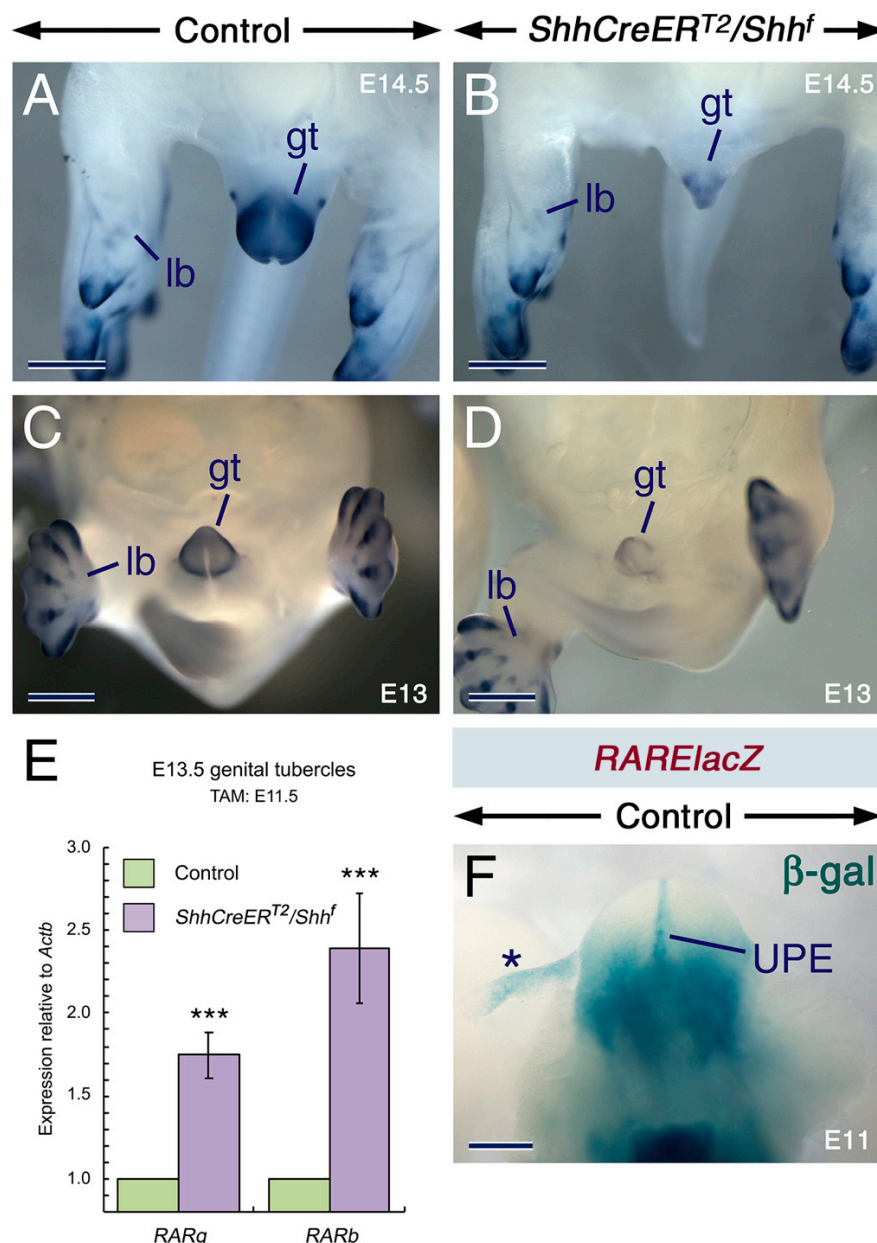 Control
ShhCreERT2/Shhf
A
E14.5
gt
lb
B
E14.5
gt
lb
C
gt
lb
E13
D
gt
lb
E13
E
E13.5 genital tubercles
TAM: E11.5
Expression relative to Actb
3.0
2.5
2.0
1.5
1.0
Control
ShhCreERT2/Shhf
***
***
RARg
RARb
RARElacZ
Control
F
β-gal
*
UPE
E11